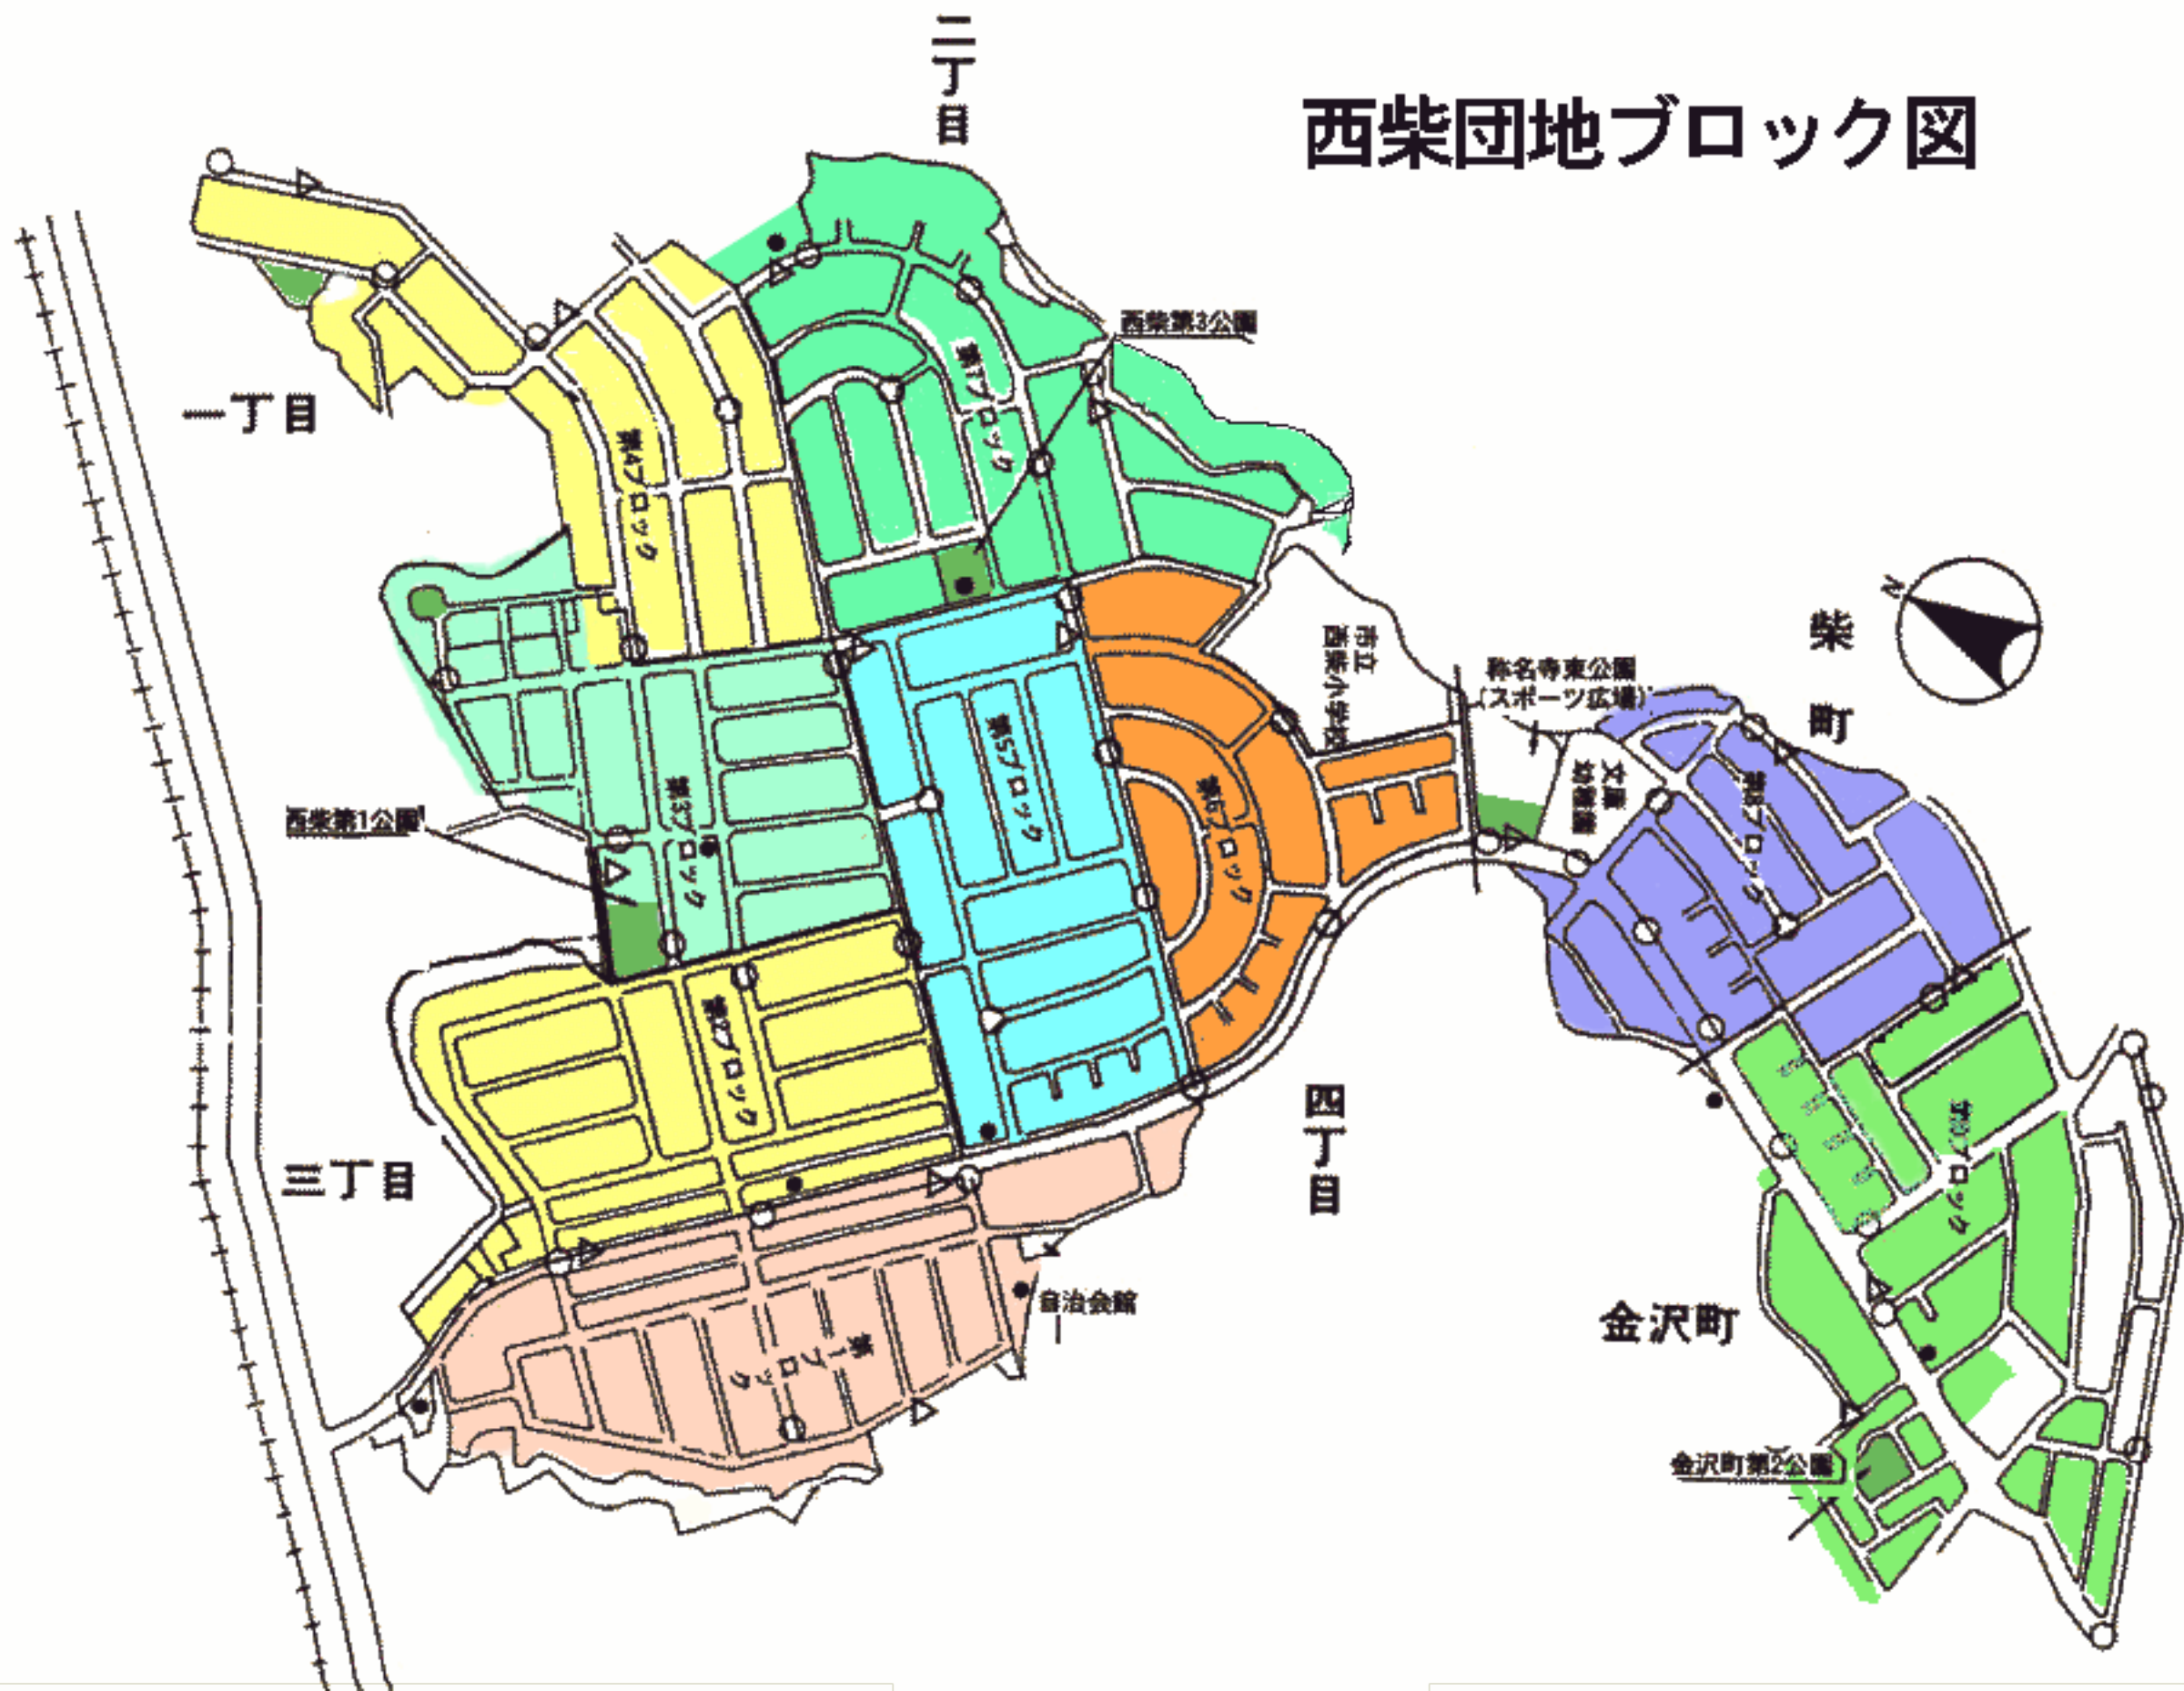 西柴団地ブロック図
二丁目
西柴第3公園
一丁目
第7ブロック
第4ブロック
柴町
N
市立
西柴小学校
称名寺東公園
(スポーツ広場)
文庫
幼稚園
第5ブロック
第3ブロック
第6ブロック
第8ブロック
西柴第1公園
第2ブロック
四丁目
三丁目
第9ブロック
自治会館
金沢町
第1ブロック
金沢町第2公園